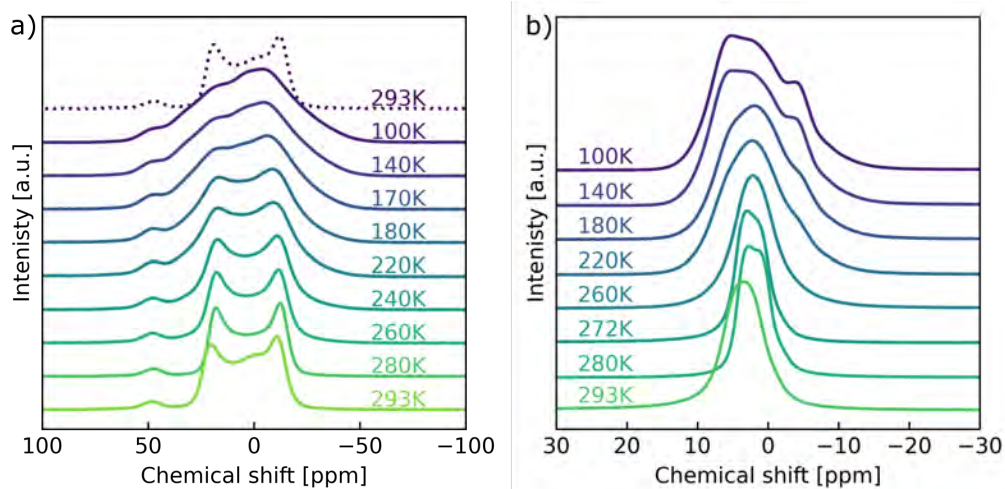 a)
Intenisty [a.u.]
293K
100K
140K
170K
180K
220K
240K
260K
280K
293K
100
50
0
−50
−100
Chemical shift [ppm]
b)
Intenisty [a.u.]
100K
140K
180K
220K
260K
272K
280K
293K
30
20
10
0
−10
−20
−30
Chemical shift [ppm]